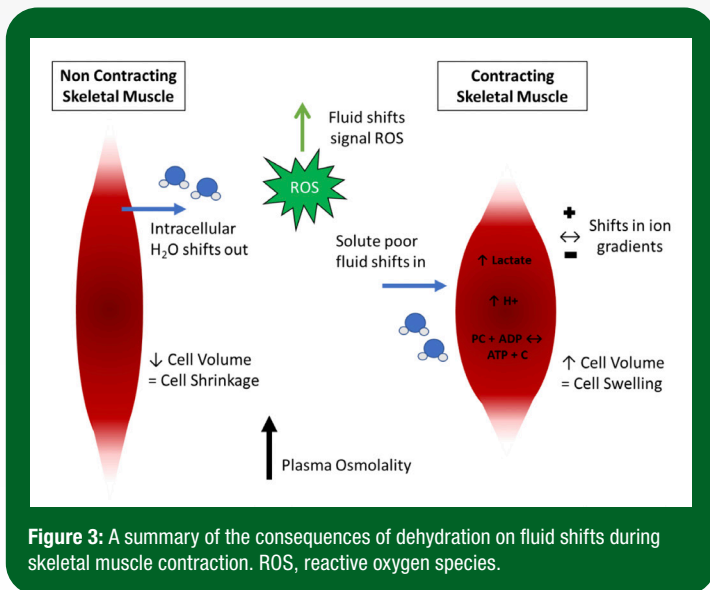 Non Contracting
Skeletal Muscle
Intracellular
H₂O shifts out
↓ Cell Volume
= Cell Shrinkage
Fluid shifts
signal ROS
ROS
↑ Plasma Osmolality
Contracting
Skeletal Muscle
Solute poor
fluid shifts in
+
↔
-
Shifts in ion
gradients
↑ Lactate
↑ H+
PC + ADP ↔
ATP + C
↑ Cell Volume
= Cell Swelling
Figure 3: A summary of the consequences of dehydration on fluid shifts during
skeletal muscle contraction. ROS, reactive oxygen species.